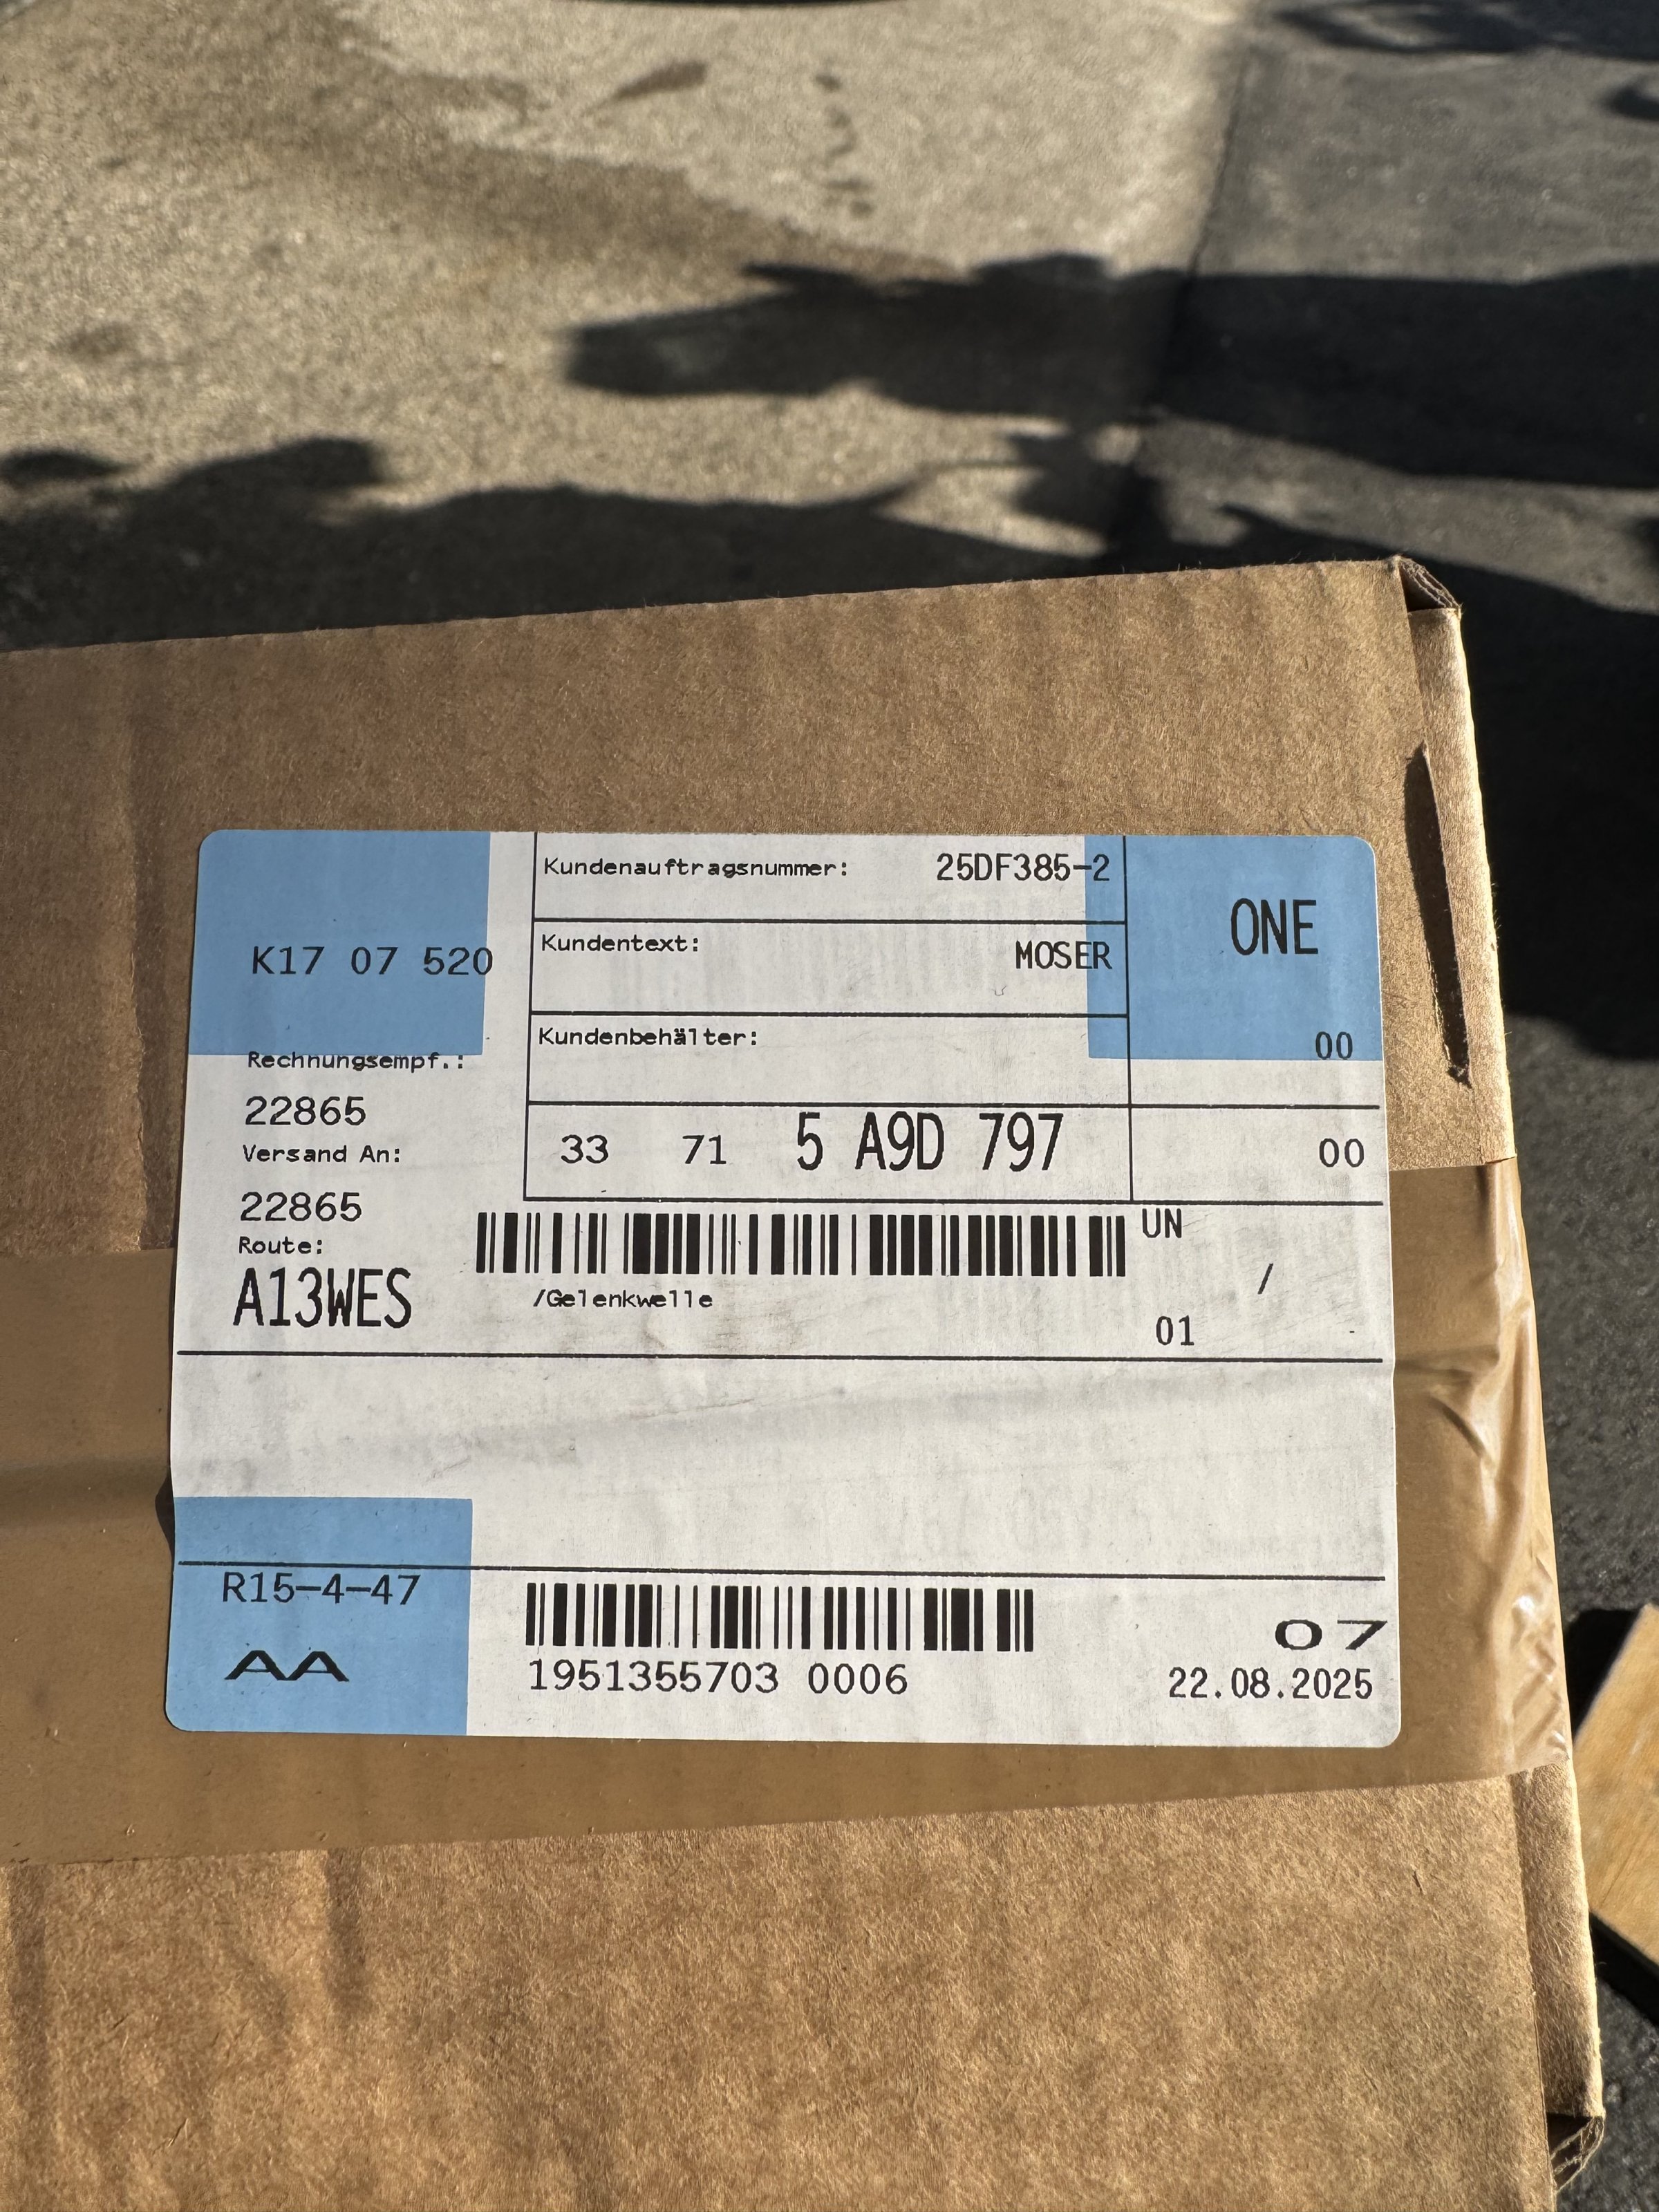 Kundenauftragsnummer: 25DF385-2
ONE
K17 07 520
Kundentext: MOSER
Kundenbehälter:
00
Rechnungsempf.:
22865
33 71 5 A9D 797 00
Versand An:
22865
UN
Route:
/
A13WES
/Gelenkwelle
01
-
R15-4-47
07
AA
1951355703 0006
22.08.2025